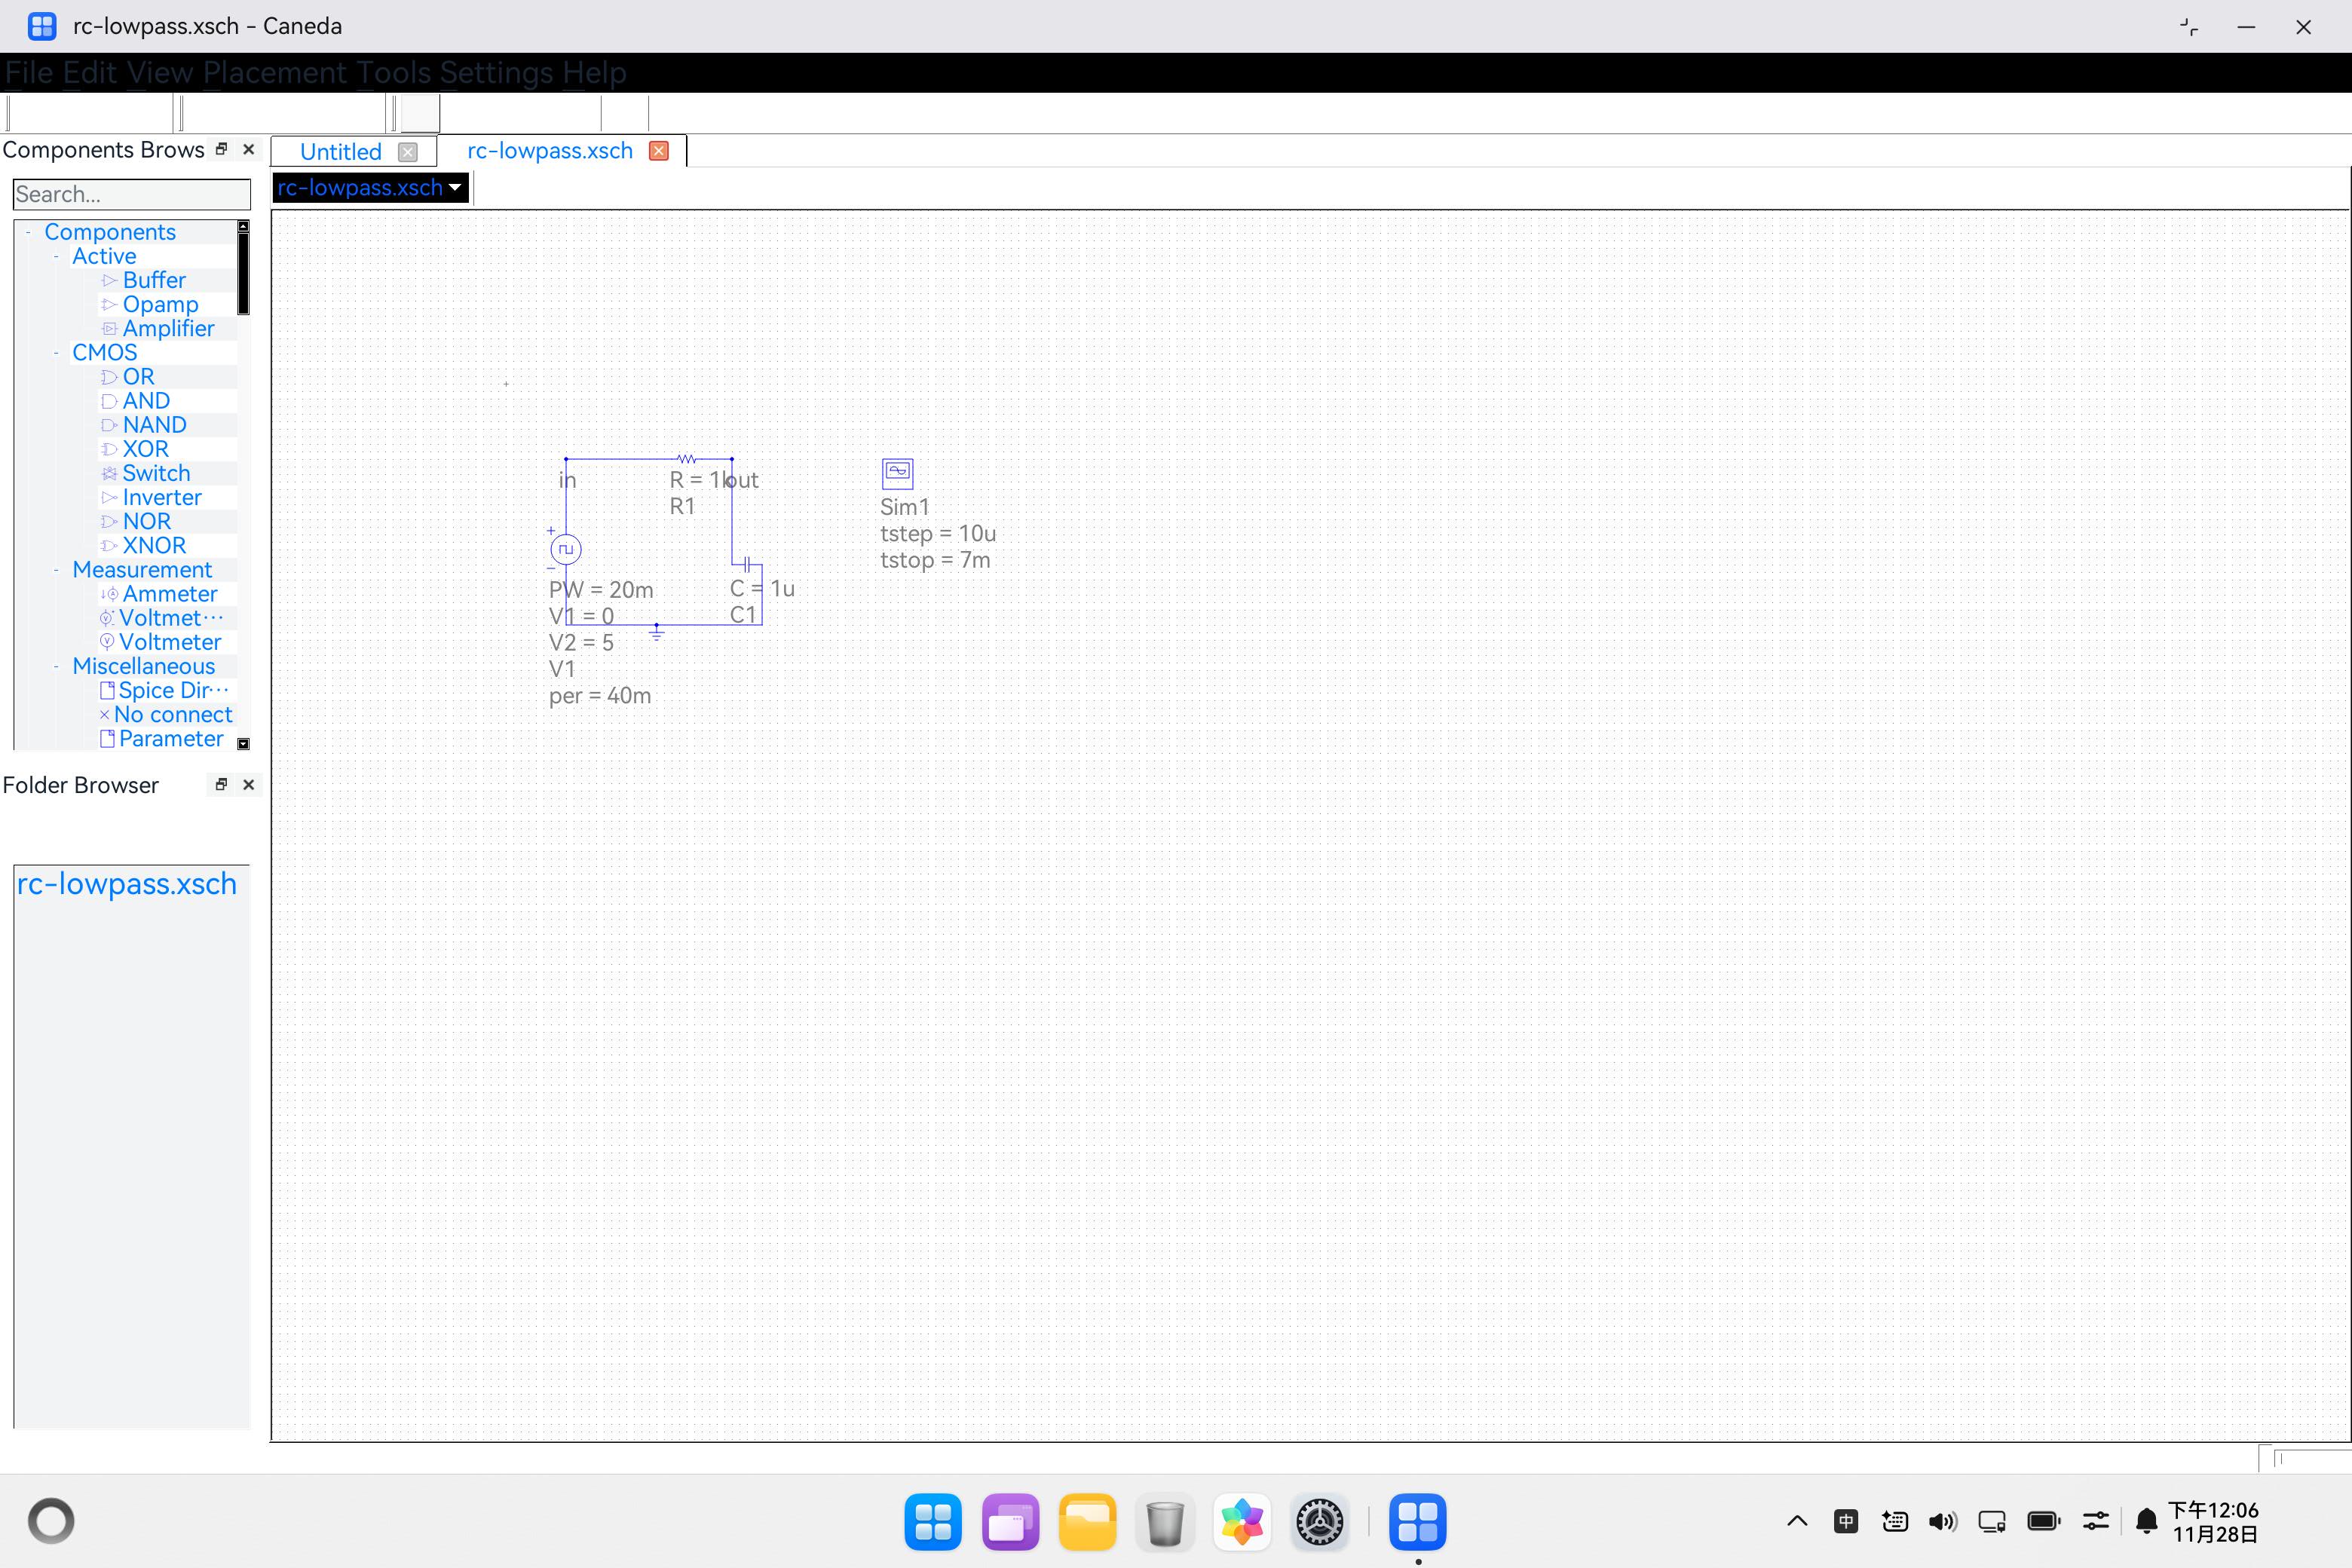 rc-lowpass.xsch - Caneda
File Edit View Placement Tools Settings Help
Components Brows
Untitled
rc-lowpass.xsch
rc-lowpass.xsch
Search...
Components
Active
Buffer
Opamp
Amplifier
CMOS
OR
AND
NAND
XOR
Switch
Inverter
NOR
XNOR
Measurement
Ammeter
Voltmet···
Voltmeter
Miscellaneous
Spice Dir···
No connect
Parameter
in
R = 1k
R1
out
+
−
PW = 20m
V1 = 0
V2 = 5
V1
per = 40m
C = 1u
C1
Sim1
tstep = 10u
tstop = 7m
Folder Browser
rc-lowpass.xsch
中
下午12:06
11月28日